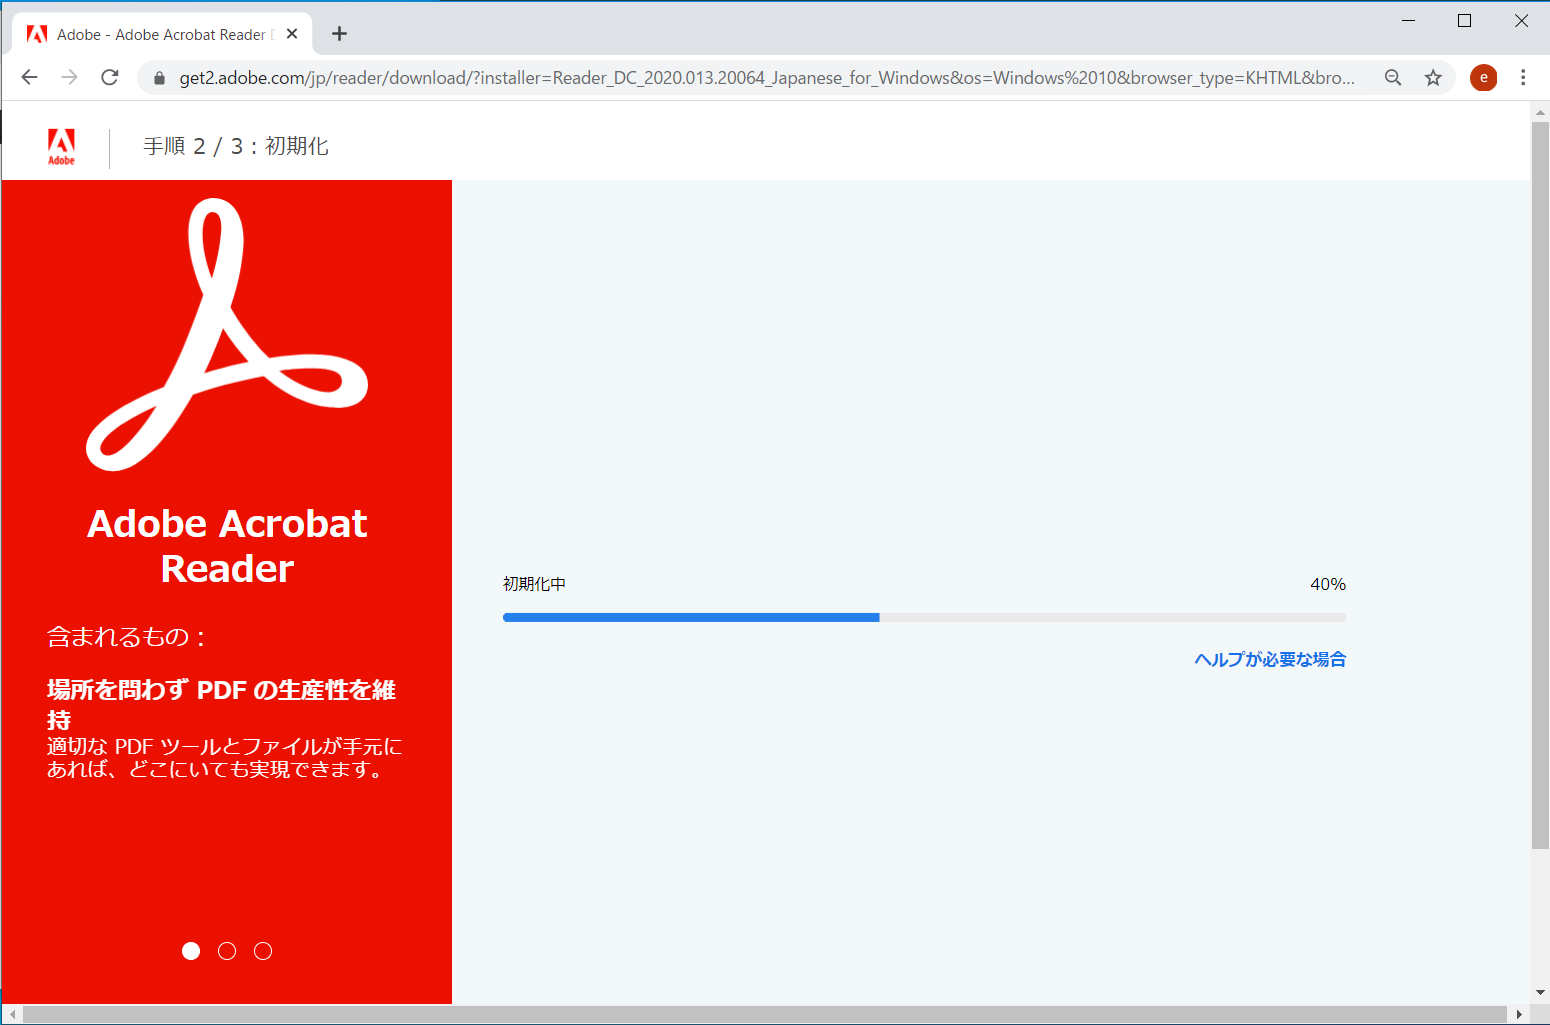 Adobe - Adobe Acrobat Reader
get2.adobe.com/jp/reader/download/?installer=Reader_DC_2020.013.20064_Japanese_for_Windows&os=Windows%2010&browser_type=KHTML&bro...
e
Adobe
手順 2 / 3：初期化
Adobe Acrobat
Reader
含まれるもの：
場所を問わず PDF の生産性を維
持
適切な PDF ツールとファイルが手元に
あれば、どこにいても実現できます。
初期化中 40%
ヘルプが必要な場合